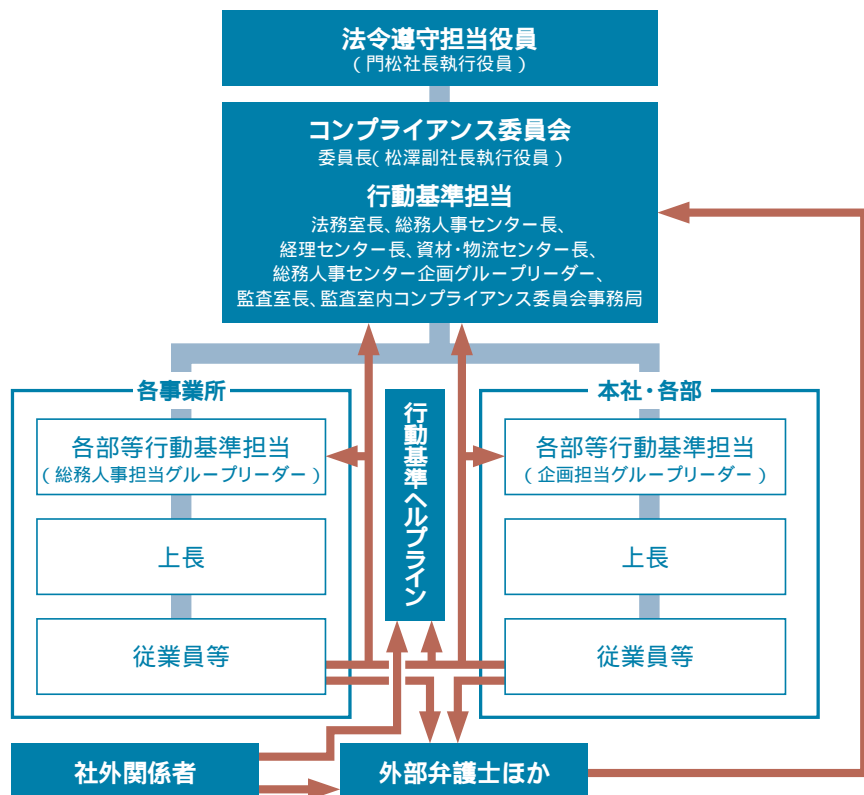 法令遵守担当役員
(門松社長執行役員)
コンプライアンス委員会
委員長(松澤副社長執行役員)
行動基準担当
法務室長、総務人事センター長、
経理センター長、資材・物流センター長、
総務人事センター企画グループリーダー、
監査室長、監査室内コンプライアンス委員会事務局
各事業所
各部等行動基準担当
(総務人事担当グループリーダー)
上長
従業員等
行動基準ヘルプライン
本社・各部
各部等行動基準担当
(企画担当グループリーダー)
上長
従業員等
社外関係者
外部弁護士ほか